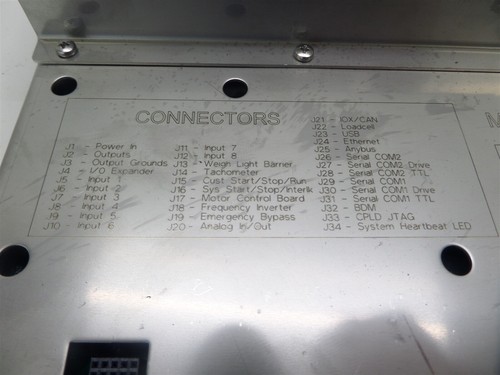 CONNECTORS
J1 - Power In
J2 - Outputs
J3 - Output Grounds
J4 - I/O Expander
J5 - Input 1
J6 - Input 2
J7 - Input 3
J8 - Input 4
J9 - Input 5
J10 - Input 6
J11 - Input 7
J12 - Input 8
J13 - Weigh Light Barrier
J14 - Tachometer
J15 - Cust Start/Stop/Run
J16 - Sys Start/Stop/Interlk
J17 - Motor Control Board
J18 - Frequency Inverter
J19 - Emergency Bypass
J20 - Analog In/Out
J21 - IOX/CAN
J22 - Loadcell
J23 - USB
J24 - Ethernet
J25 - Anybus
J26 - Serial COM2
J27 - Serial COM2 Drive
J28 - Serial COM2 TTL
J29 - Serial COM1
J30 - Serial COM1 Drive
J31 - Serial COM1 TTL
J32 - BDM
J33 - CPLD JTAG
J34 - System Heartbeat LED